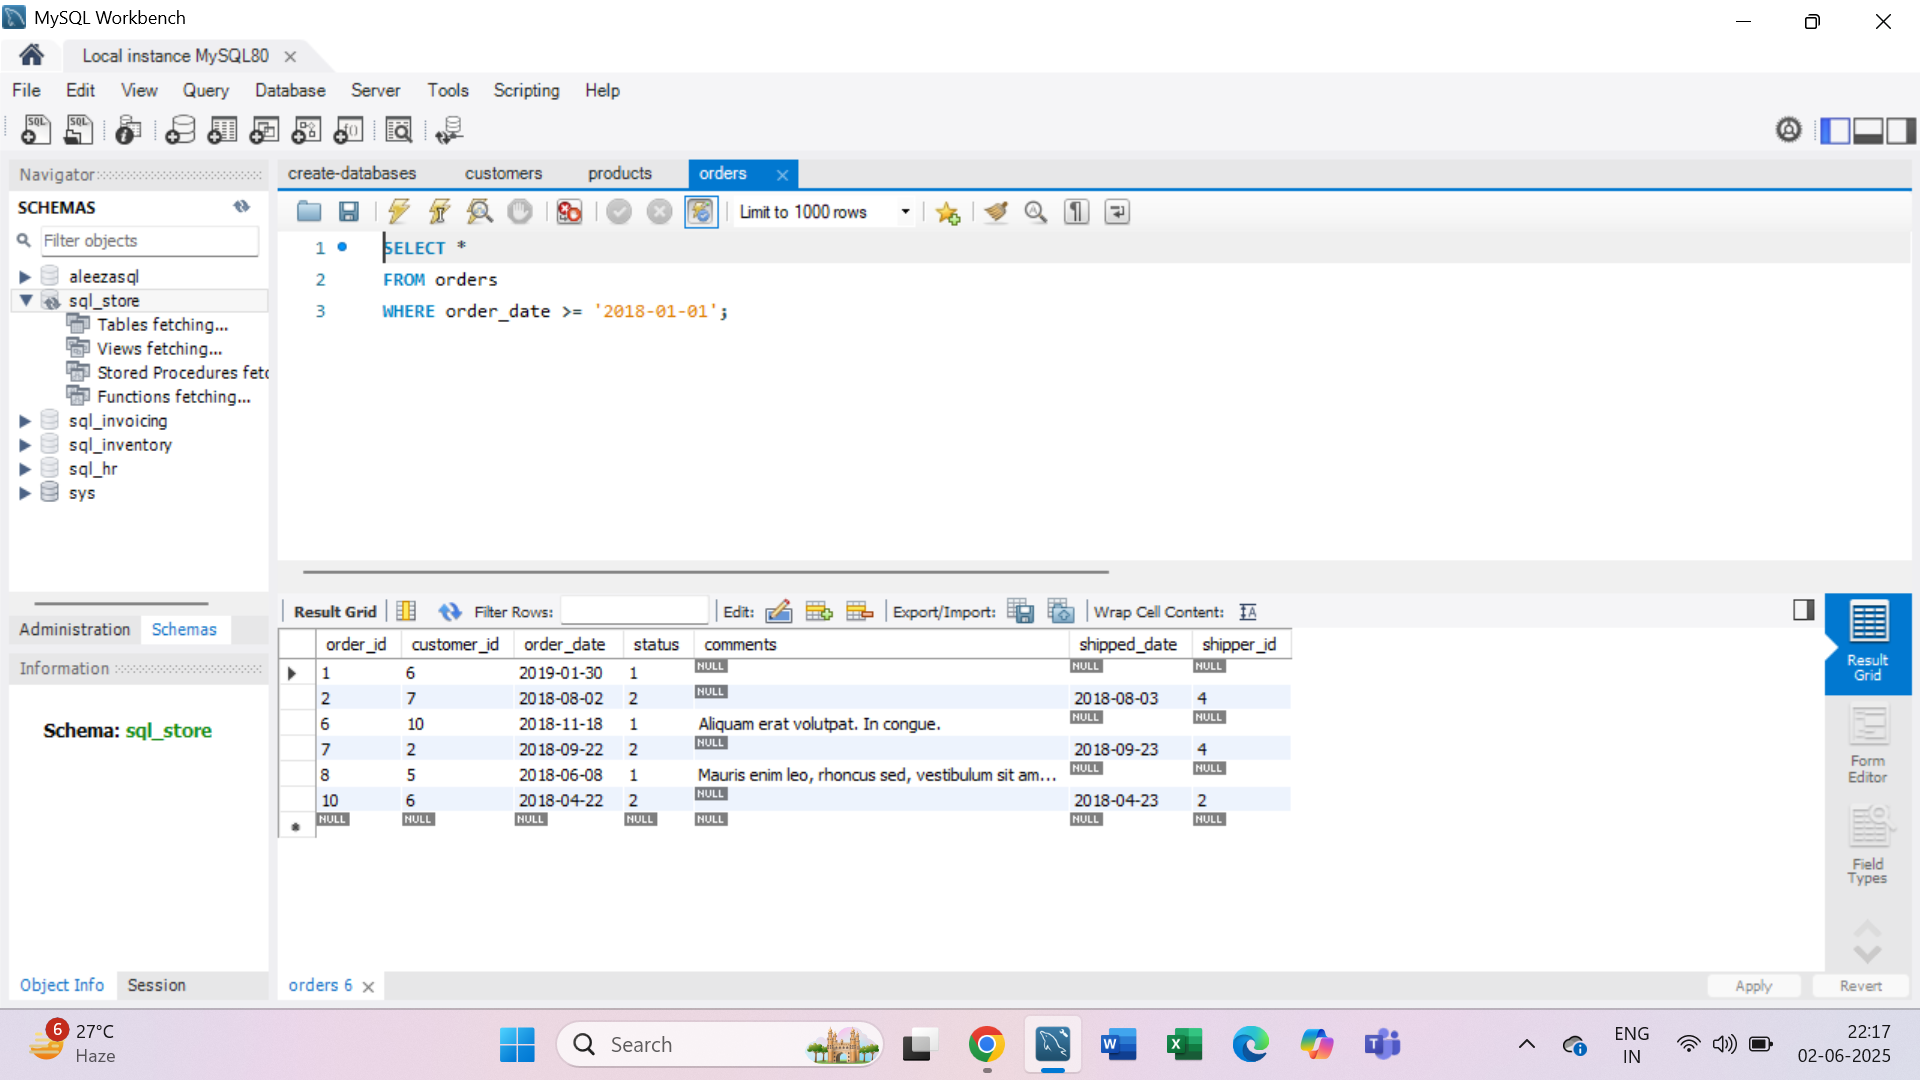 MySQL Workbench
Local instance MySQL80
File Edit View Query Database Server Tools Scripting Help
Navigator
SCHEMAS
Filter objects
aleezasql
sql_store
Tables fetching...
Views fetching...
Stored Procedures fetc
Functions fetching...
sql_invoicing
sql_inventory
sql_hr
sys
Administration Schemas
Information
Schema: sql_store
Object Info Session
create-databases customers products orders
Limit to 1000 rows
1 SELECT *
2 FROM orders
3 WHERE order_date >= '2018-01-01';
Result Grid Filter Rows: Edit: Export/Import: Wrap Cell Content:
order_id customer_id order_date status comments shipped_date shipper_id
1 6 2019-01-30 1 NULL NULL NULL
2 7 2018-08-02 2 NULL 2018-08-03 4
6 10 2018-11-18 1 Aliquam erat volutpat. In congue. NULL NULL
7 2 2018-09-22 2 NULL 2018-09-23 4
8 5 2018-06-08 1 Mauris enim leo, rhoncus sed, vestibulum sit am... NULL NULL
10 6 2018-04-22 2 NULL 2018-04-23 2
NULL NULL NULL NULL NULL NULL NULL
Result
Grid
Form
Editor
Field
Types
orders 6
Apply Revert
6
27°C
Haze
Search
ENG
IN
22:17
02-06-2025